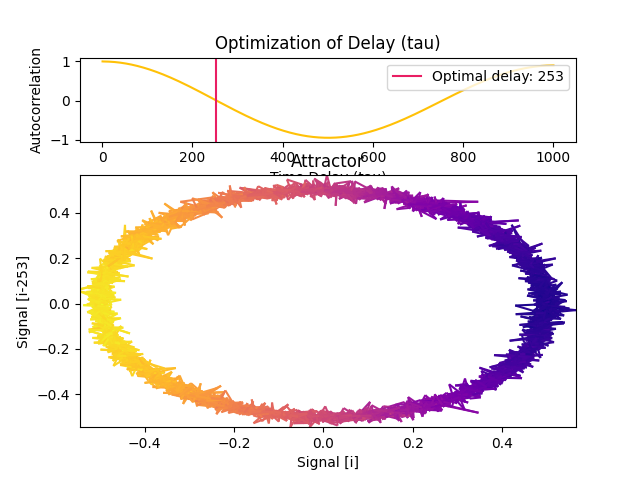 Optimization of Delay (tau)
Autocorrelation
1
0
−1
Optimal delay: 253
0 200 400 600 800 1000
Time Delay (tau)
Attractor
Signal [i-253]
0.4
0.2
0.0
−0.2
−0.4
−0.4 −0.2 0.0 0.2 0.4
Signal [i]